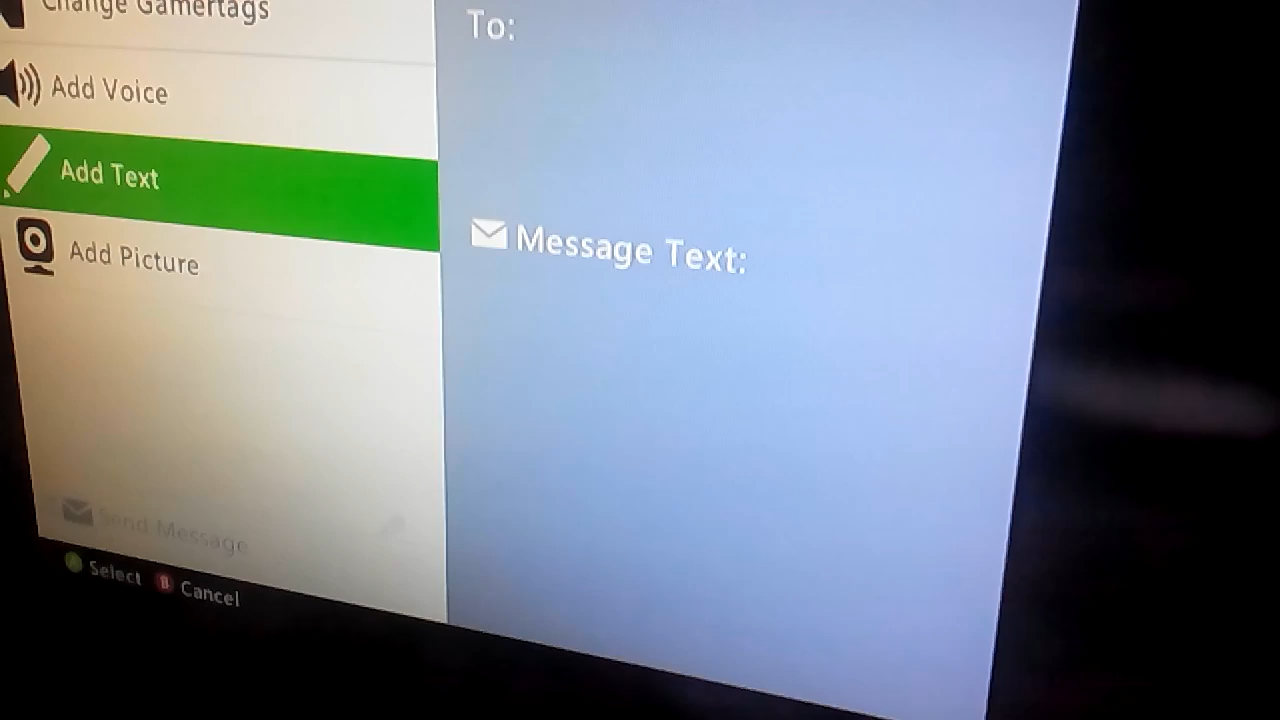 Change Gamertags
To:
Add Voice
Add Text
Message Text:
Add Picture
Send Message
Select B Cancel